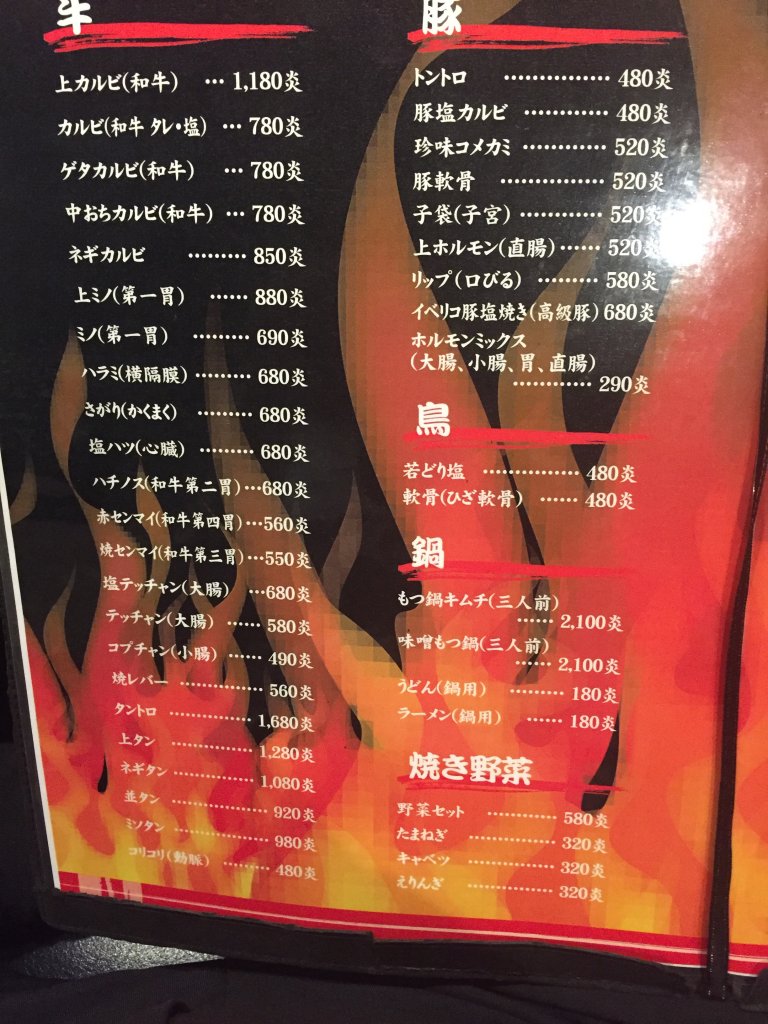 牛
上カルビ(和牛) … 1,180炎
カルビ(和牛 タレ・塩) … 780炎
ゲタカルビ(和牛) … 780炎
中おちカルビ(和牛) … 780炎
ネギカルビ ……… 850炎
上ミノ(第一胃) …… 880炎
ミノ(第一胃) ……… 690炎
ハラミ(横隔膜) ……… 680炎
さがり(かくまく) ……… 680炎
塩ハツ(心臓) ……… 680炎
ハチノス(和牛第二胃) … 680炎
赤センマイ(和牛第四胃) … 560炎
焼センマイ(和牛第三胃) … 550炎
塩テッチャン(大腸) … 680炎
テッチャン(大腸) …… 580炎
コプチャン(小腸) …… 490炎
焼レバー …………… 560炎
タントロ …………… 1,680炎
上タン …………… 1,280炎
ネギタン …………… 1,080炎
並タン ……………… 920炎
ミソタン ……………… 980炎
コリコリ(動脈) ……… 480炎
豚
トントロ ……………… 480炎
豚塩カルビ ………… 480炎
珍味コメカミ ………… 520炎
豚軟骨 ……………… 520炎
子袋(子宮) ………… 520炎
上ホルモン(直腸) …… 520炎
リップ(口びる) ……… 580炎
イベリコ豚塩焼き(高級豚) 680炎
ホルモンミックス
(大腸、小腸、胃、直腸)
………… 290炎
鳥
若どり塩 …………… 480炎
軟骨(ひざ軟骨) …… 480炎
鍋
もつ鍋キムチ(三人前)
…… 2,100炎
味噌もつ鍋(三人前)
…… 2,100炎
うどん(鍋用) ……… 180炎
ラーメン(鍋用) …… 180炎
焼き野菜
野菜セット ………… 580炎
たまねぎ …………… 320炎
キャベツ …………… 320炎
えりんぎ …………… 320炎